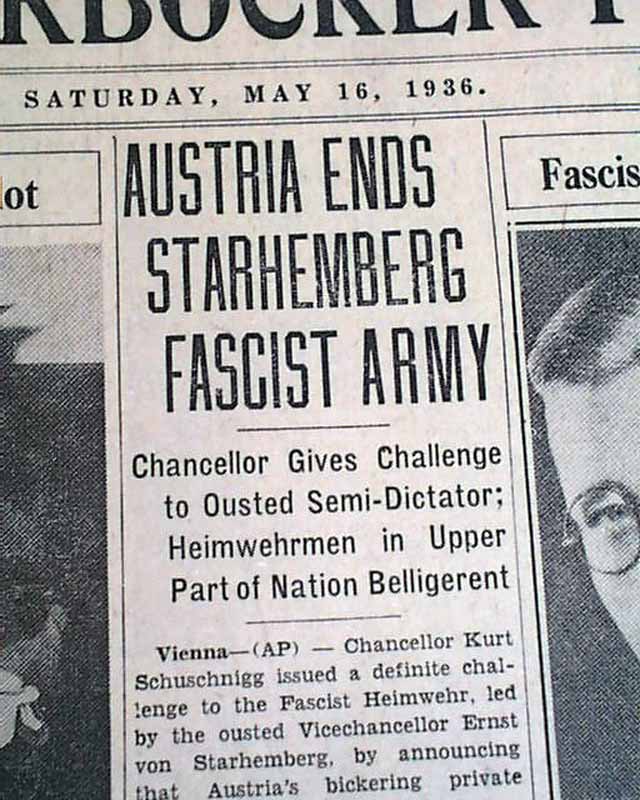 RBOCKER P
SATURDAY, MAY 16, 1936.
lot
AUSTRIA ENDS
STARHEMBERG
FASCIST ARMY
Fascis
Chancellor Gives Challenge
to Ousted Semi-Dictator;
Heimwehrmen in Upper
Part of Nation Belligerent
Vienna—(AP) — Chancellor Kurt
Schuschnigg issued a definite chal-
lenge to the Fascist Heimwehr, led
by the ousted Vicechancellor Ernst
von Starhemberg, by announcing
that Austria's bickering private